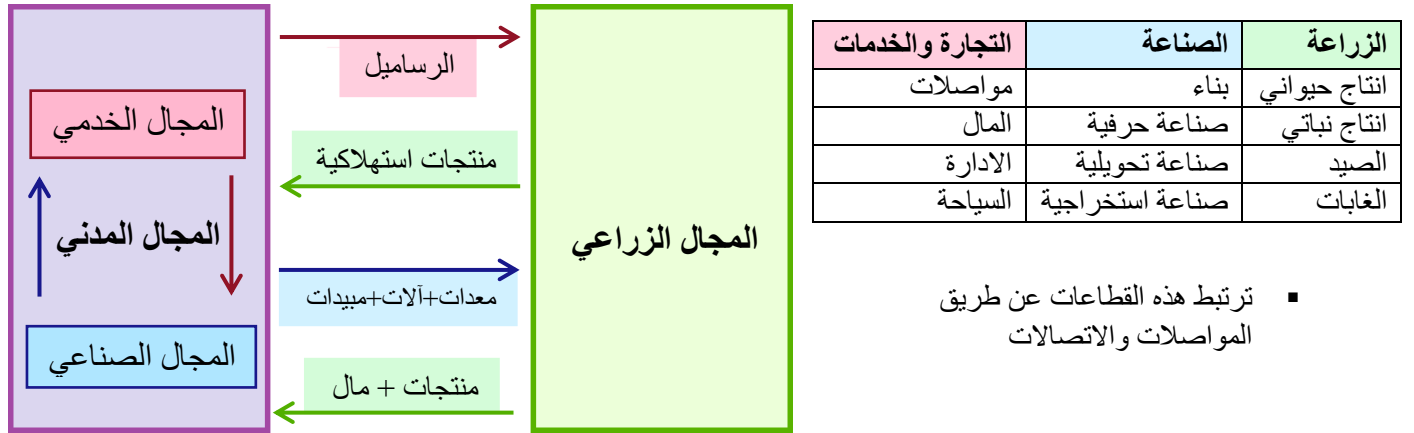 الزراعة الصناعة التجارة والخدمات
انتاج حيواني بناء مواصلات
انتاج نباتي صناعة حرفية المال
الصيد صناعة تحويلية الادارة
الغابات صناعة استخراجية السياحة
▪ ترتبط هذه القطاعات عن طريق
المواصلات والاتصالات
المجال الزراعي
الرساميل
منتجات استهلاكية
معدات+آلات+مبيدات
منتجات + مال
المجال الخدمي
المجال المدني
المجال الصناعي